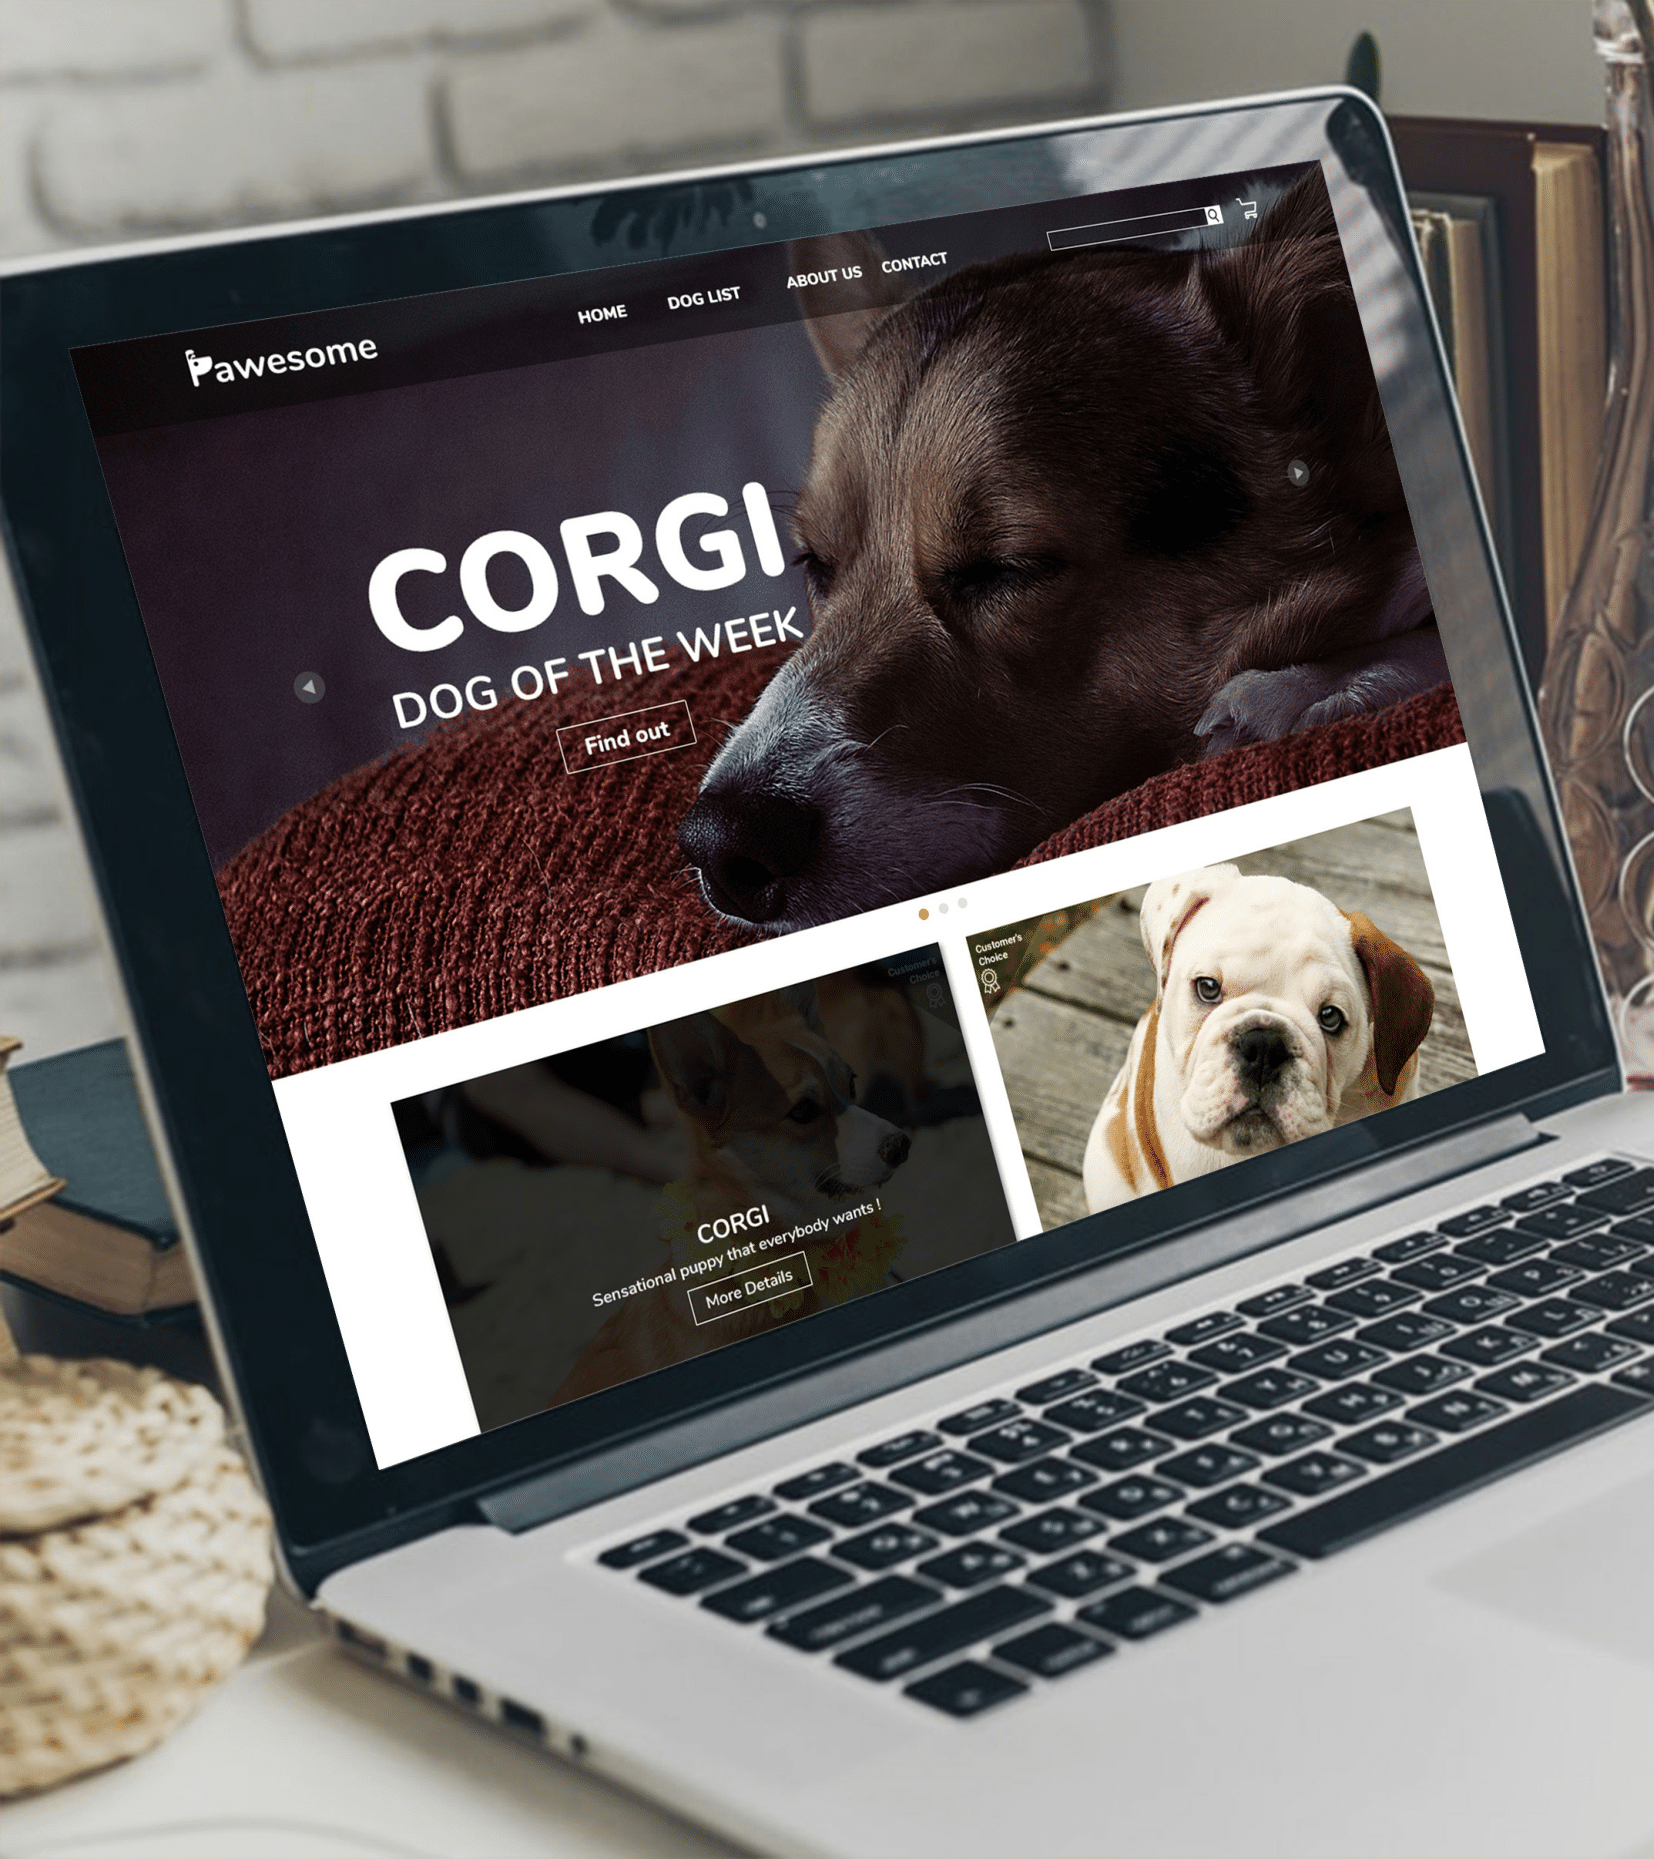 Pawesome
HOME
DOG LIST
ABOUT US
CONTACT
CORGI
DOG OF THE WEEK
Find out
Customer's
Choice
Customer's
Choice
CORGI
Sensational puppy that everybody wants !
More Details